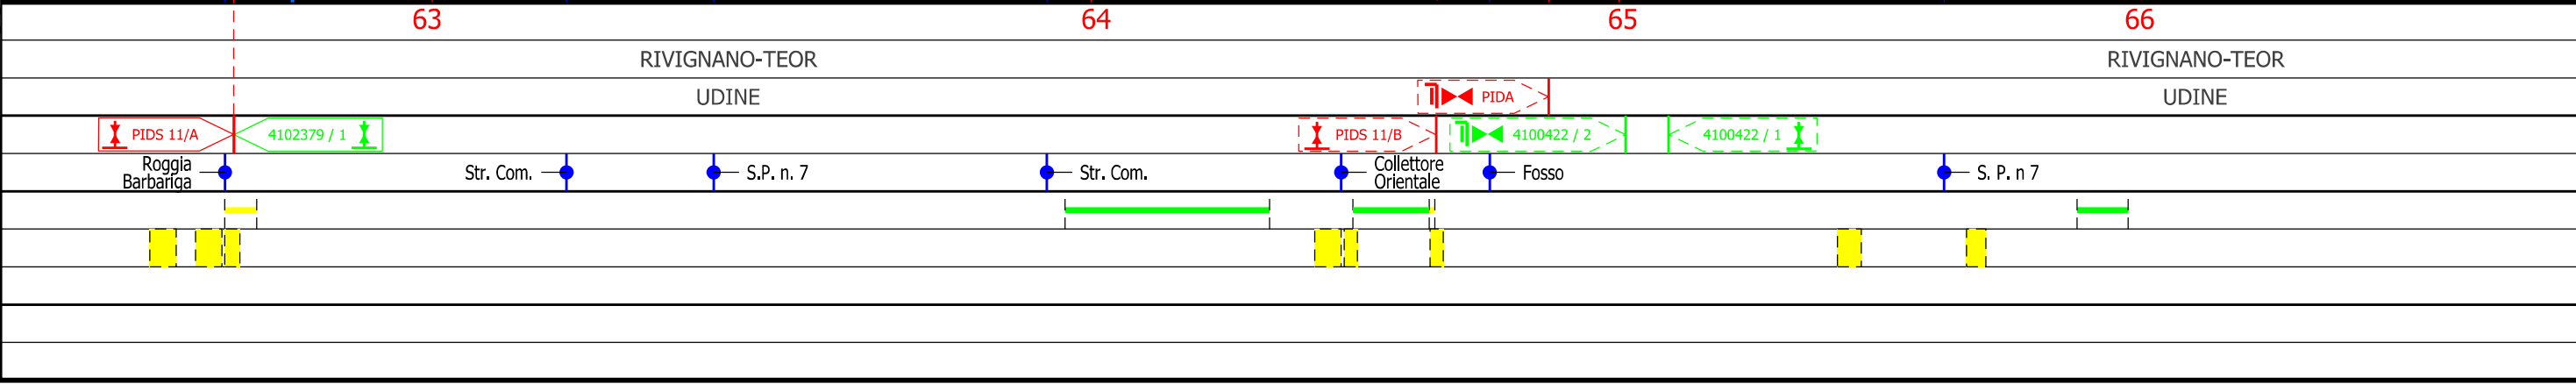 63 64 65 66
RIVIGNANO-TEOR RIVIGNANO-TEOR
UDINE PIDA UDINE
PIDS 11/A 4102379 / 1 PIDS 11/B 4100422 / 2 4100422 / 1
Roggia
Barbariga
Str. Com.
S.P. n. 7
Str. Com.
Collettore
Orientale
Fosso
S. P. n 7